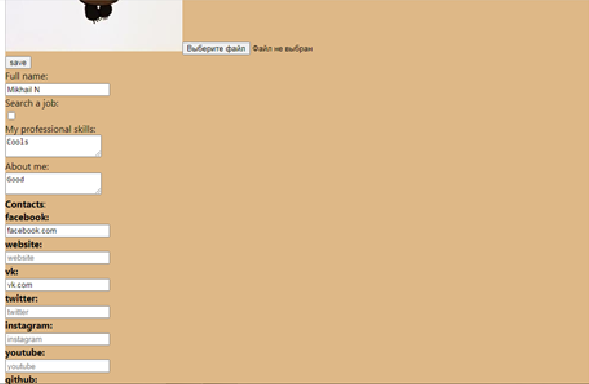 Выберите файл Файл не выбран
save
Full name:
Mikhail N
Search a job:
My professional skills:
Cools
About me:
Good
Contacts:
facebook:
facebook.com
website:
website
vk:
vk.com
twitter:
twitter
instagram:
instagram
youtube:
youtube
github: